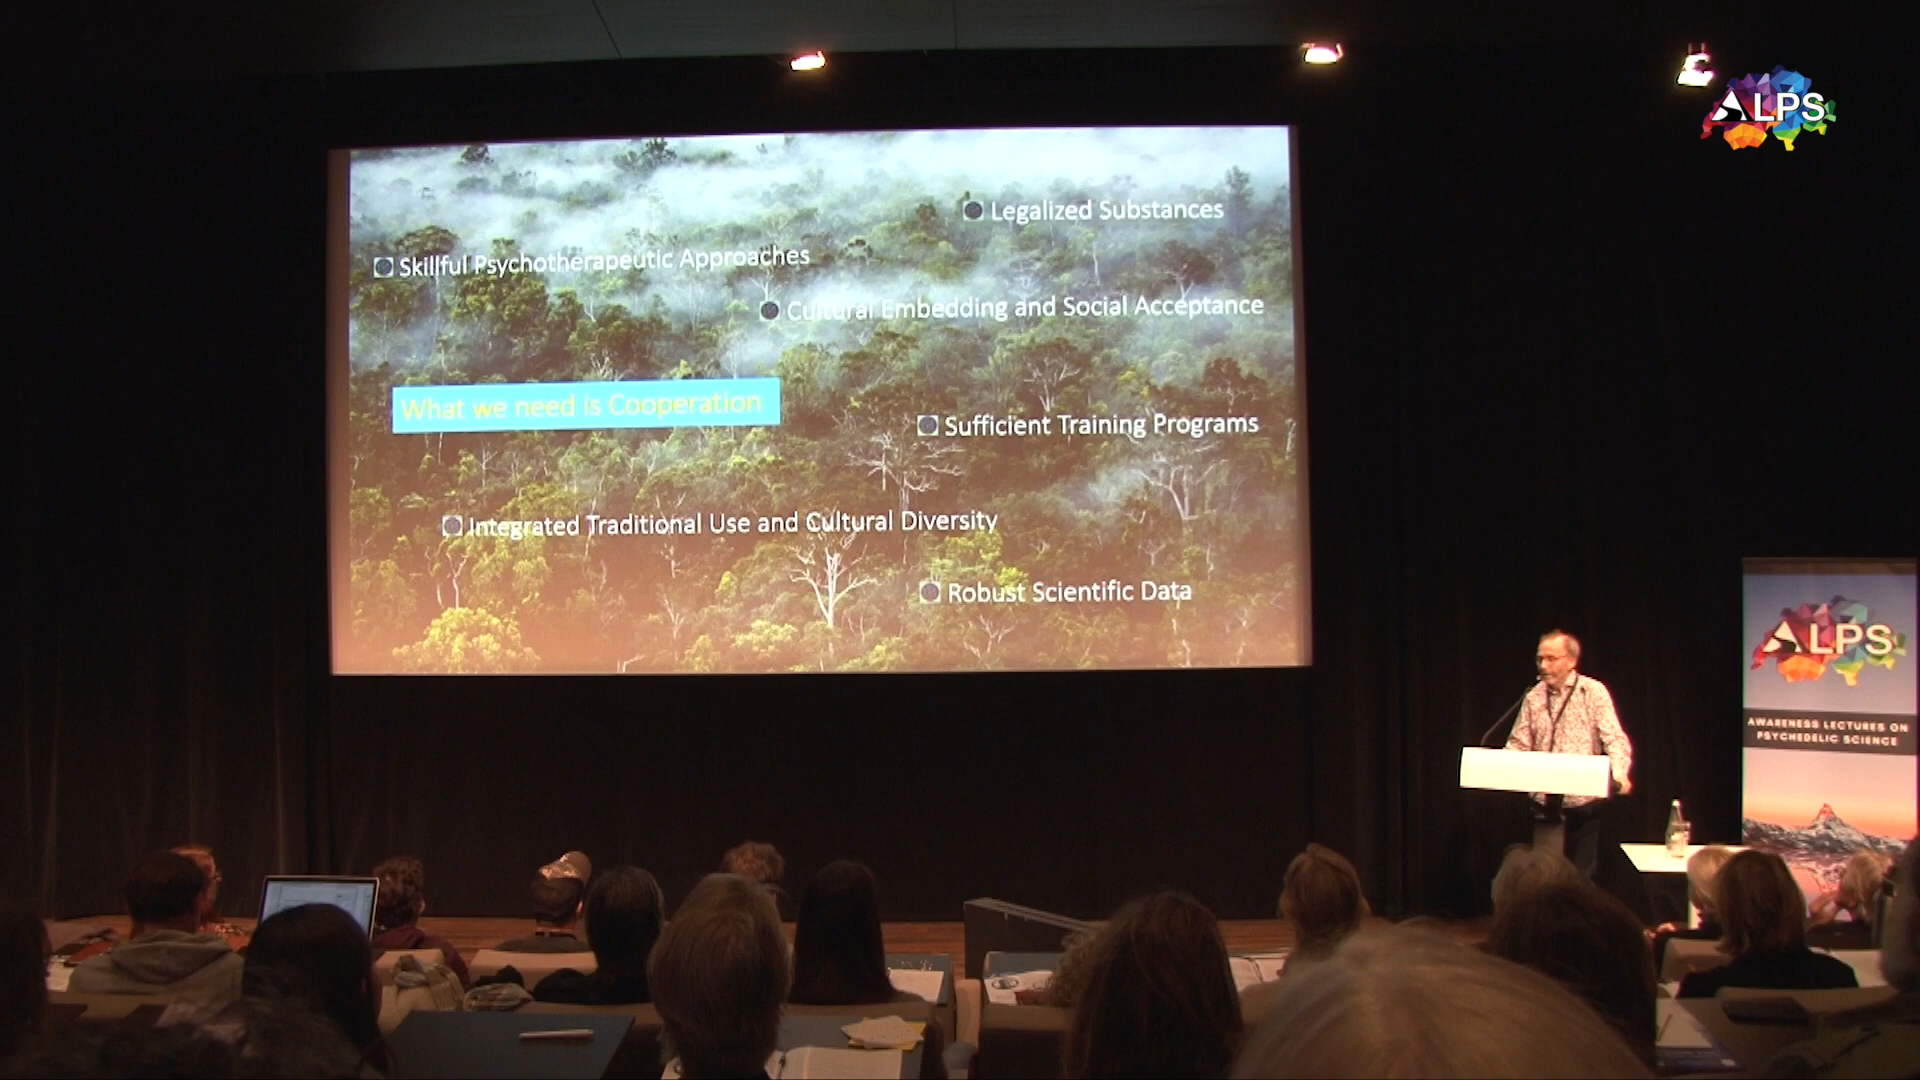 ALPS
Legalized Substances
Skillful Psychotherapeutic Approaches
Cultural Embedding and Social Acceptance
What we need is Cooperation
Sufficient Training Programs
Integrated Traditional Use and Cultural Diversity
Robust Scientific Data
ALPS
AWARENESS LECTURES ON
PSYCHEDELIC SCIENCE